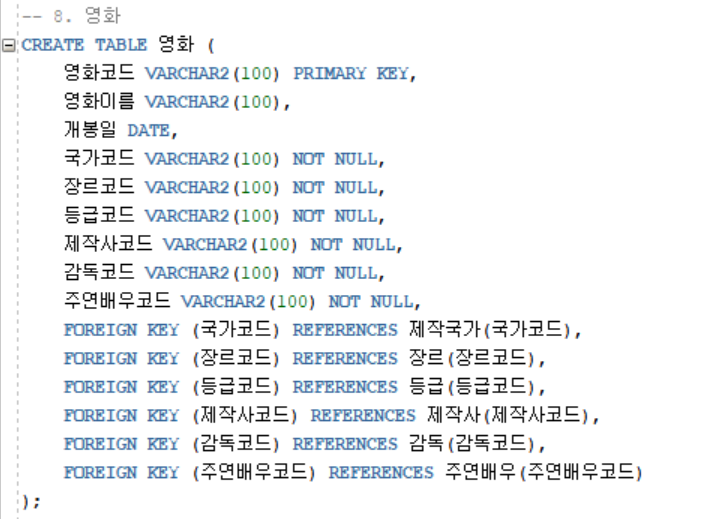 -- 8. 영화
CREATE TABLE 영화 (
영화코드 VARCHAR2(100) PRIMARY KEY,
영화이름 VARCHAR2(100),
개봉일 DATE,
국가코드 VARCHAR2(100) NOT NULL,
장르코드 VARCHAR2(100) NOT NULL,
등급코드 VARCHAR2(100) NOT NULL,
제작사코드 VARCHAR2(100) NOT NULL,
감독코드 VARCHAR2(100) NOT NULL,
주연배우코드 VARCHAR2(100) NOT NULL,
FOREIGN KEY (국가코드) REFERENCES 제작국가(국가코드),
FOREIGN KEY (장르코드) REFERENCES 장르(장르코드),
FOREIGN KEY (등급코드) REFERENCES 등급(등급코드),
FOREIGN KEY (제작사코드) REFERENCES 제작사(제작사코드),
FOREIGN KEY (감독코드) REFERENCES 감독(감독코드),
FOREIGN KEY (주연배우코드) REFERENCES 주연배우(주연배우코드)
);